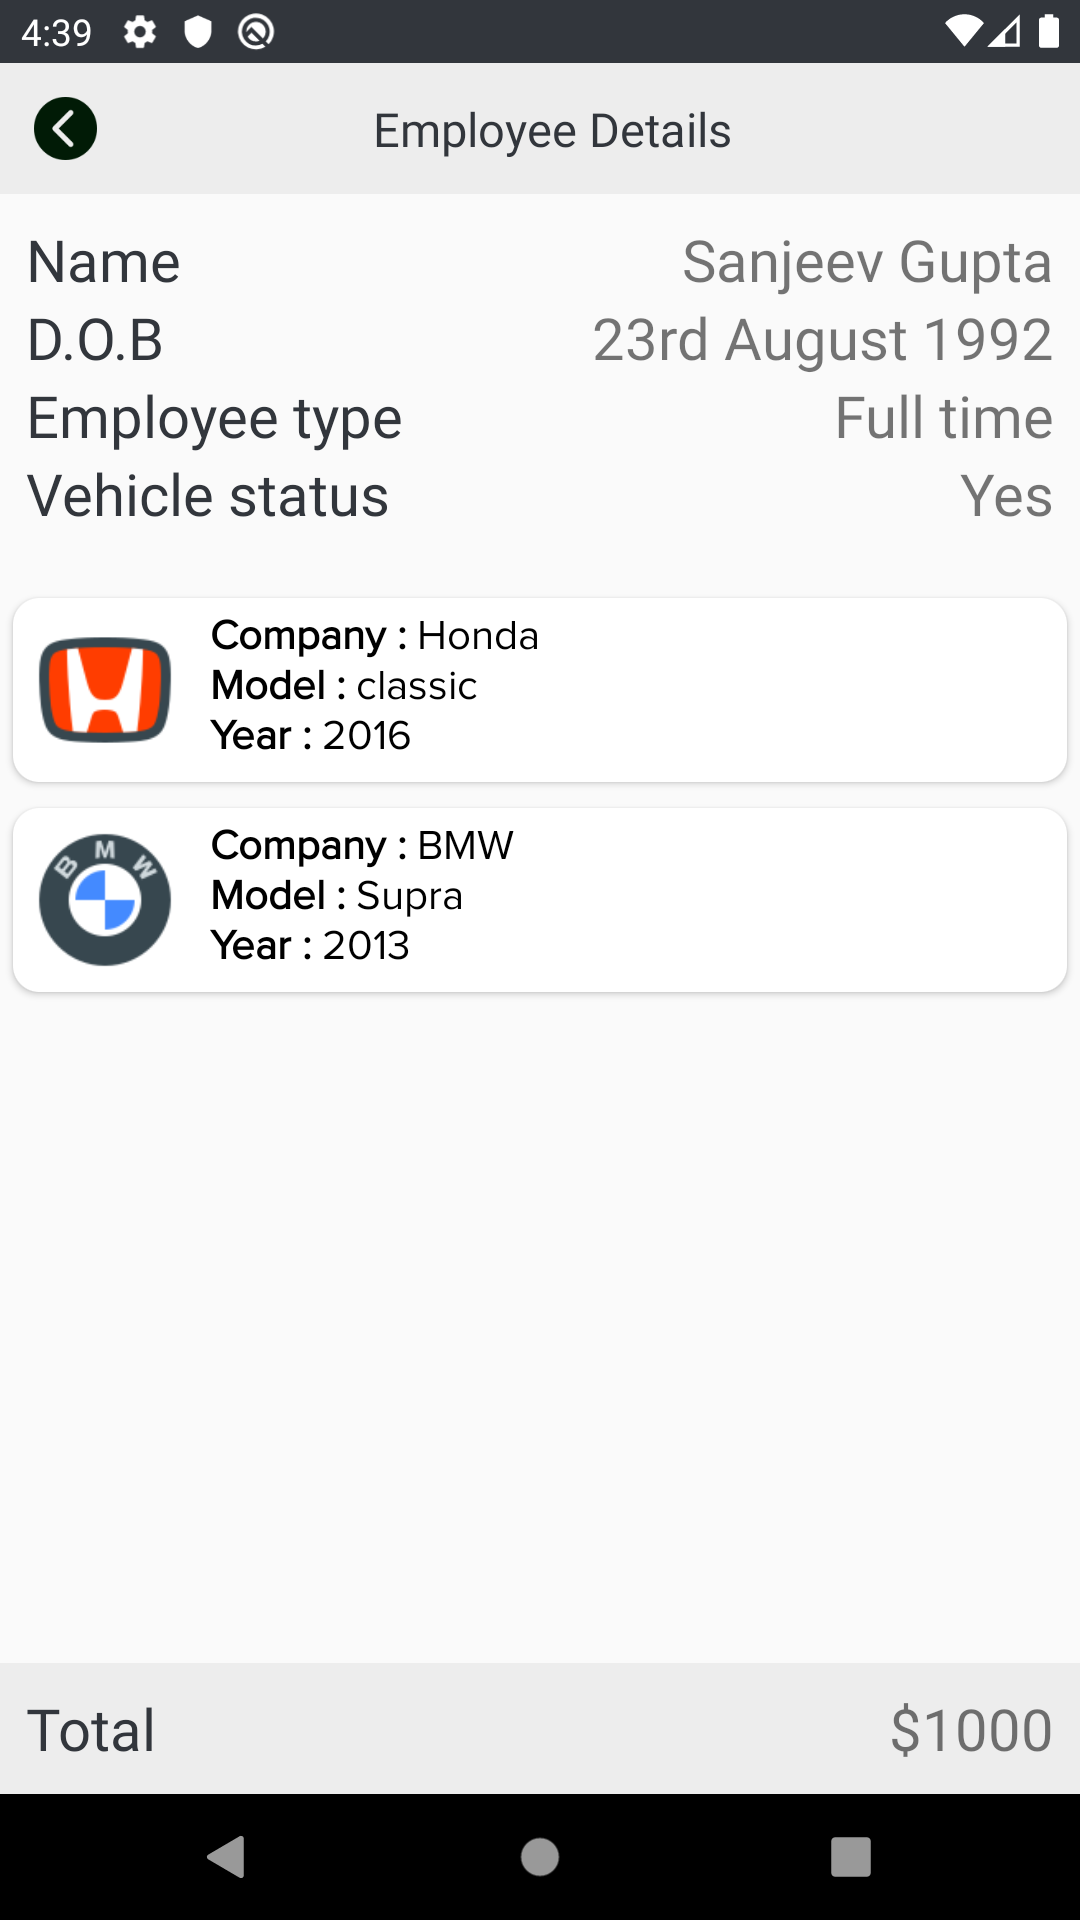 4:39
Employee Details
Name Sanjeev Gupta
D.O.B 23rd August 1992
Employee type Full time
Vehicle status Yes
Company : Honda
Model : classic
Year : 2016
B M W
Company : BMW
Model : Supra
Year : 2013
Total $1000